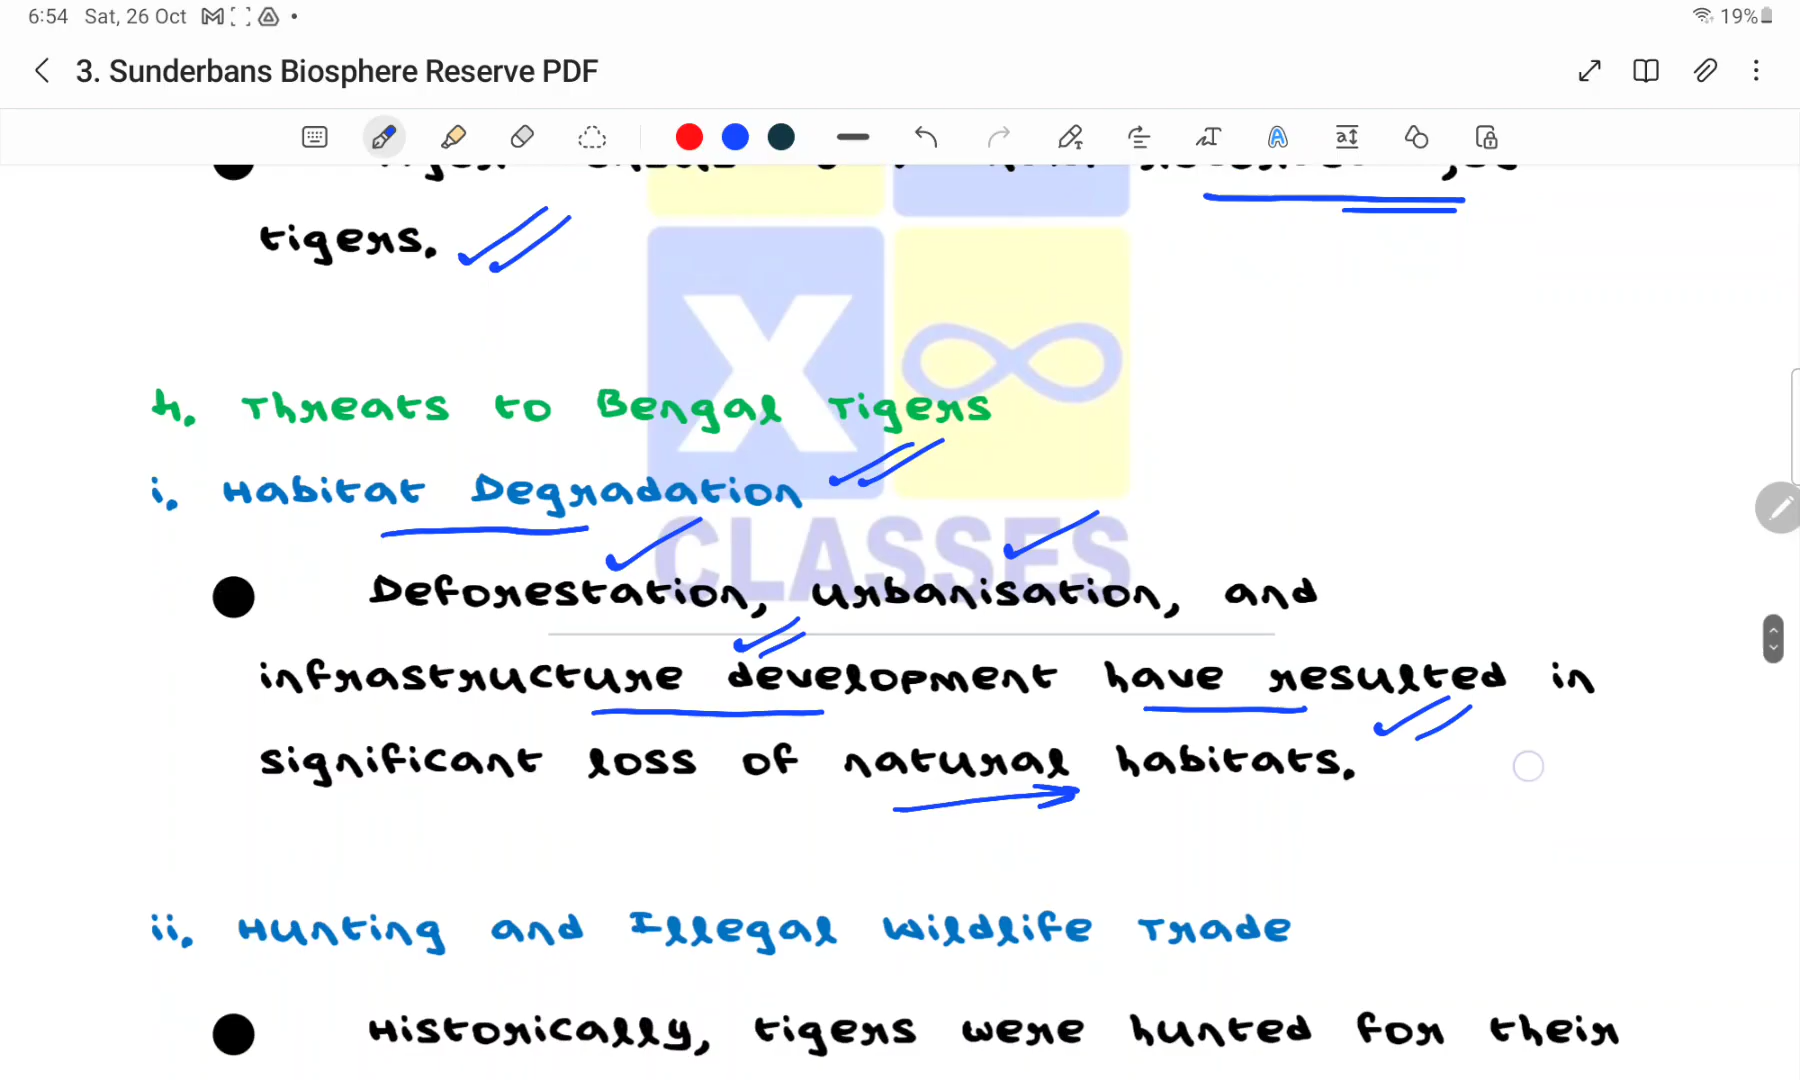 6:54 Sat, 26 Oct 19%
3. Sunderbans Biosphere Reserve PDF
tigers.
h. Threats to Bengal Tigers
i. Habitat Degradation
Deforestation, urbanisation, and
infrastructure development have resulted in
significant loss of natural habitats.
ii. Hunting and Illegal Wildlife Trade
Historically, tigers were hunted for their
X
CLASSES